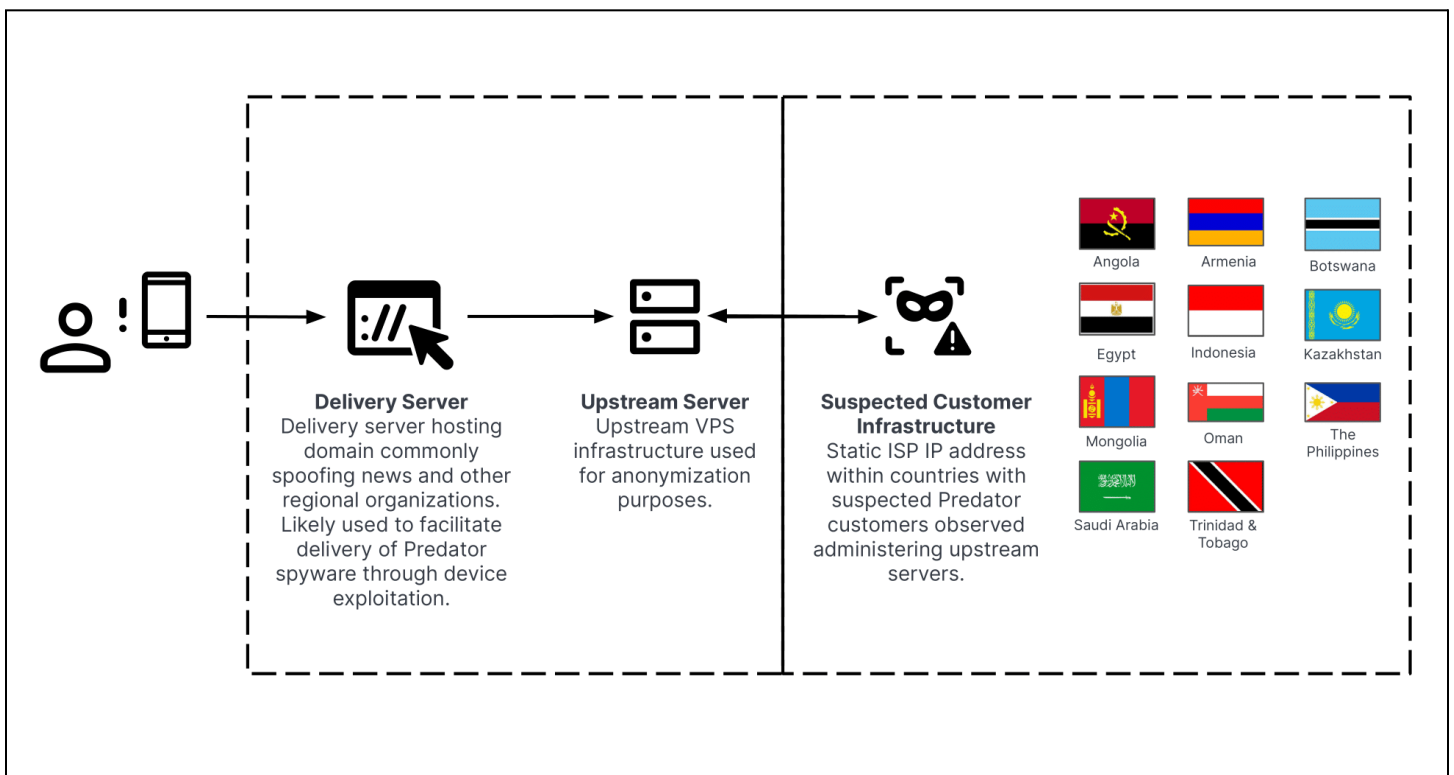 Delivery Server
Delivery server hosting
domain commonly
spoofing news and other
regional organizations.
Likely used to facilitate
delivery of Predator
spyware through device
exploitation.
Upstream Server
Upstream VPS
infrastructure used
for anonymization
purposes.
Suspected Customer
Infrastructure
Static ISP IP address
within countries with
suspected Predator
customers observed
administering upstream
servers.
Angola
Armenia
Botswana
Egypt
Indonesia
Kazakhstan
Mongolia
Oman
The
Philippines
Saudi Arabia
Trinidad &
Tobago